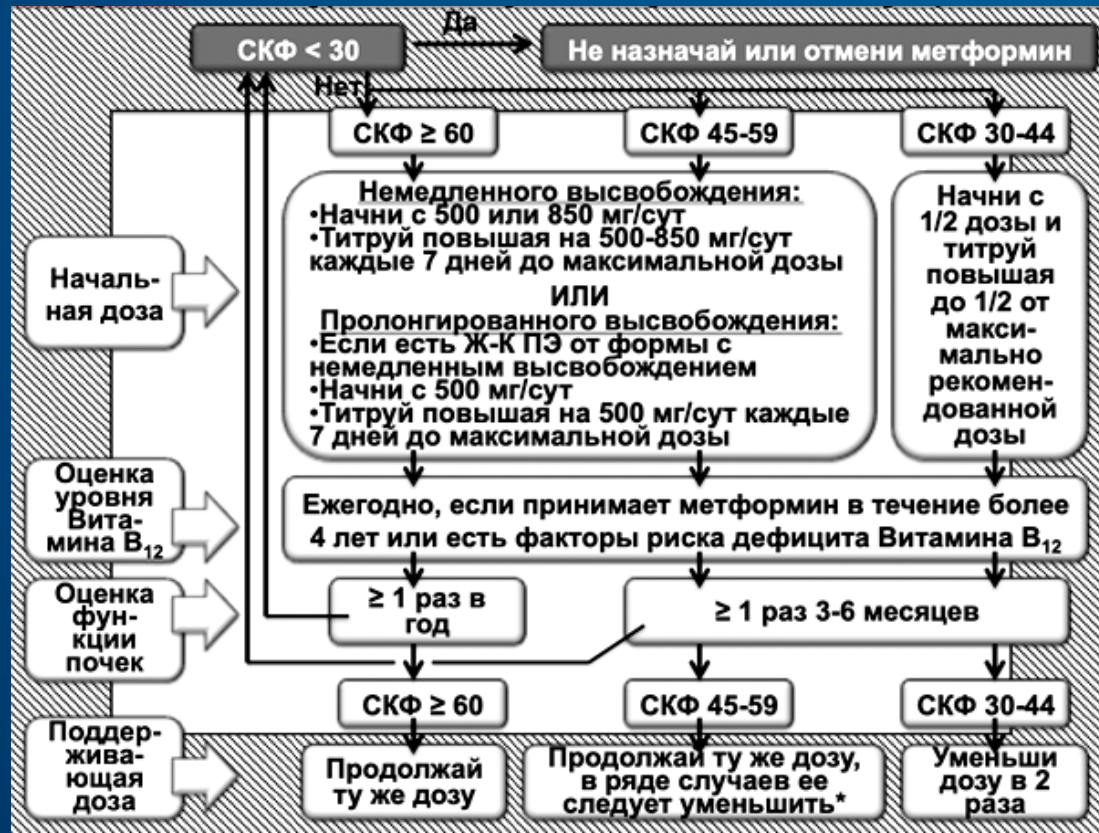 СКФ < 30
Да
Не назначай или отмени метформин
Нет
СКФ ≥ 60
СКФ 45-59
СКФ 30-44
Началь-
ная доза
Немедленного высвобождения:
•Начни с 500 или 850 мг/сут
•Титруй повышая на 500-850 мг/сут
каждые 7 дней до максимальной дозы
ИЛИ
Пролонгированного высвобождения:
•Если есть Ж-К ПЭ от формы с
немедленным высвобождением
•Начни с 500 мг/сут
•Титруй повышая на 500 мг/сут каждые
7 дней до максимальной дозы
Начни с
1/2 дозы и
титруй
повышая
до 1/2 от
макси-
мально
рекомен-
дованной
дозы
Оценка
уровня
Вита-
мина B₁₂
Ежегодно, если принимает метформин в течение более
4 лет или есть факторы риска дефицита Витамина B₁₂
Оценка
фун-
кции
почек
≥ 1 раз в
год
≥ 1 раз 3-6 месяцев
СКФ ≥ 60
СКФ 45-59
СКФ 30-44
Поддер-
жива-
ющая
доза
Продолжай
ту же дозу
Продолжай ту же дозу,
в ряде случаев ее
следует уменьшить*
Уменьши
дозу в 2
раза